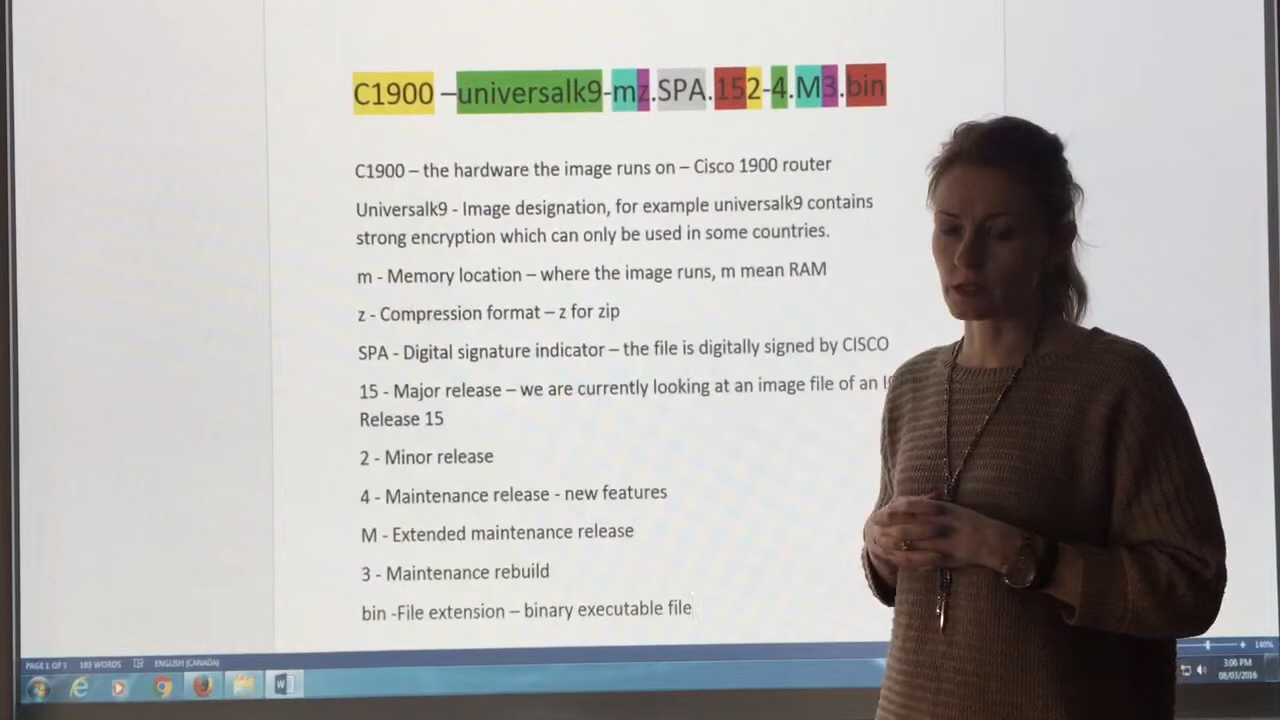 C1900 –universalk9-mz.SPA.152-4.M3.bin
C1900 – the hardware the image runs on – Cisco 1900 router
Universalk9 - Image designation, for example universalk9 contains
strong encryption which can only be used in some countries.
m - Memory location – where the image runs, m mean RAM
z - Compression format – z for zip
SPA - Digital signature indicator – the file is digitally signed by CISCO
15 - Major release – we are currently looking at an image file of an
Release 15
2 - Minor release
4 - Maintenance release - new features
M - Extended maintenance release
3 - Maintenance rebuild
bin -File extension – binary executable file
PAGE 1 OF 1 193 WORDS ENGLISH (CANADA) 140%
3:06 PM
08/03/2016